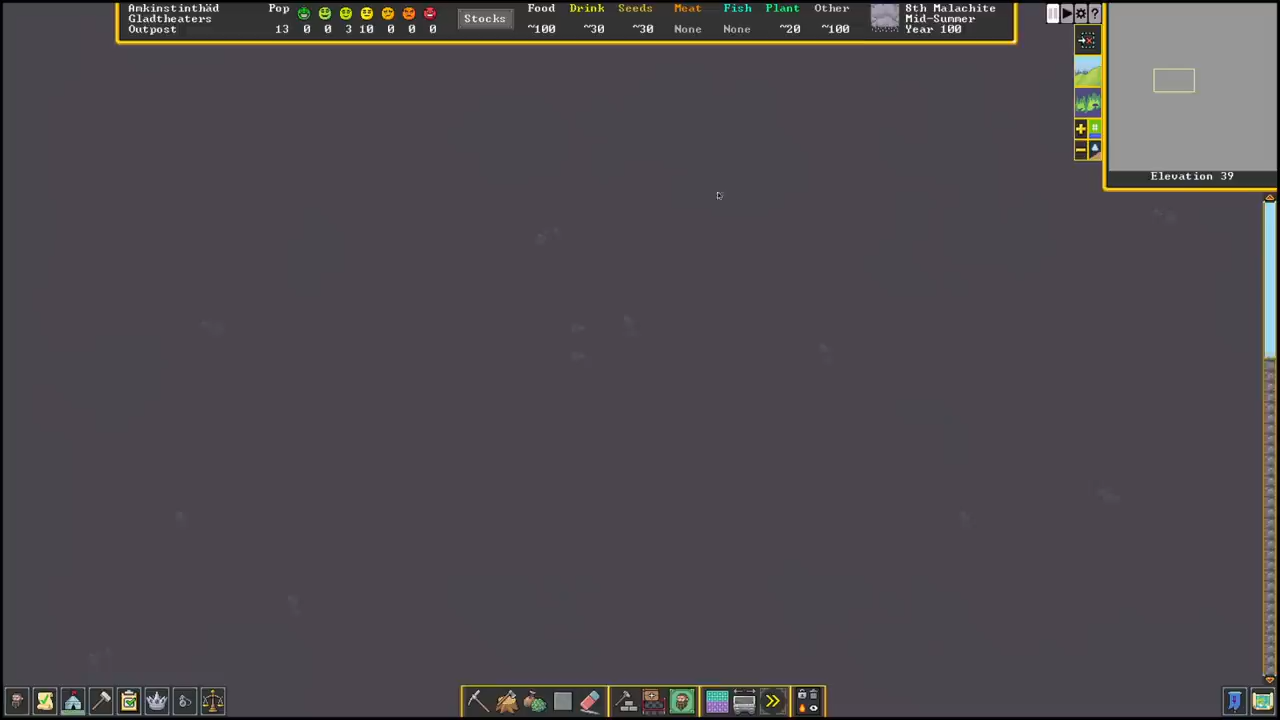 Amkinstinthäd Pop Stocks Food Drink Seeds Meat Fish Plant Other 8th Malachite
Gladtheaters Mid-Summer
Outpost 13 0 0 3 10 0 0 0 ~100 ~30 ~30 None None ~20 ~100 Year 100
Elevation 39